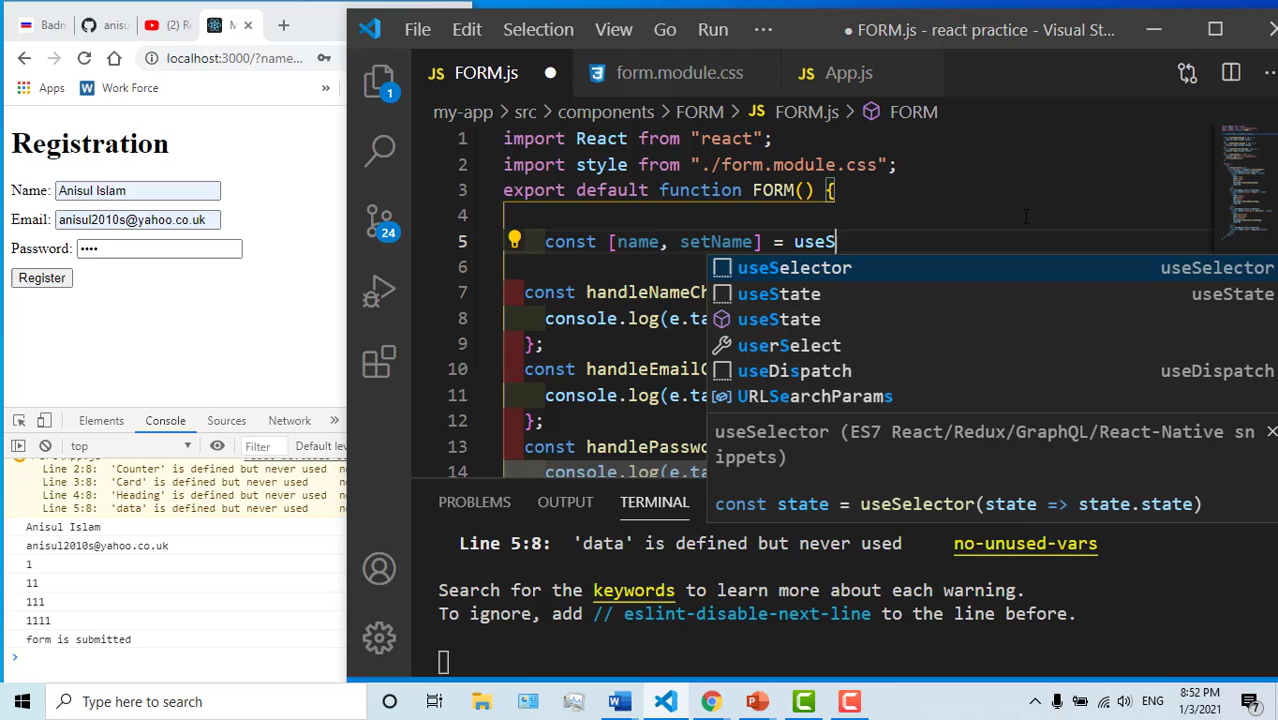 Badr
anisu
(2) Re
M
File Edit Selection View Go Run ··· ● FORM.js - react practice - Visual St...
localhost:3000/?name...
Apps Work Force »
JS FORM.js ● form.module.css JS App.js
1
24
my-app > src > components > FORM > JS FORM.js > FORM
Registration
Name: Anisul Islam
Email: anisul2010s@yahoo.co.uk
Password: ••••
Register
1 import React from "react";
2 import style from "./form.module.css";
3 export default function FORM() {
4
5 const [name, setName] = useS
6
7 const handleNameCh
8 console.log(e.ta
9 };
10 const handleEmailC
11 console.log(e.ta
12 };
13 const handlePasswo
14 console.log(e.ta
useSelector useSelector
useState useState
useState
userSelect
useDispatch useDispatch
URLSearchParams
useSelector (ES7 React/Redux/GraphQL/React-Native sn
ippets)
const state = useSelector(state => state.state)
Elements Console Sources Network »
top Filter Default lev
Line 2:8: 'Counter' is defined but never used
Line 3:8: 'Card' is defined but never used
Line 4:8: 'Heading' is defined but never used
Line 5:8: 'data' is defined but never used
Anisul Islam
anisul2010s@yahoo.co.uk
1
11
111
1111
form is submitted
>
PROBLEMS OUTPUT TERMINAL
Line 5:8: 'data' is defined but never used no-unused-vars
Search for the keywords to learn more about each warning.
To ignore, add // eslint-disable-next-line to the line before.
Type here to search
ENG
8:52 PM
1/3/2021
7